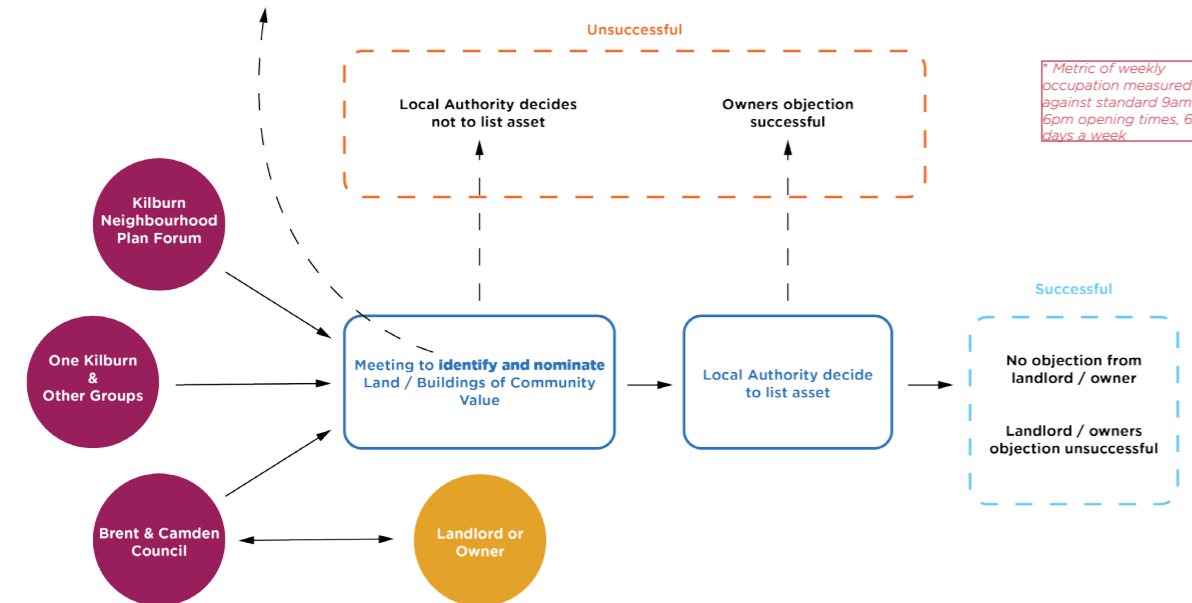 Unsuccessful
Local Authority decides
not to list asset
Owners objection
successful
* Metric of weekly
occupation measured
against standard 9am
6pm opening times, 6
days a week
Kilburn
Neighbourhood
Plan Forum
One Kilburn
&
Other Groups
Brent & Camden
Council
Landlord or
Owner
Meeting to identify and nominate
Land / Buildings of Community
Value
Local Authority decide
to list asset
Successful
No objection from
landlord / owner
Landlord / owners
objection unsuccessful